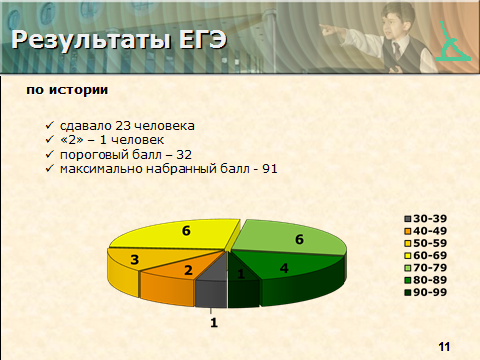 Результаты ЕГЭ
по истории
сдавало 23 человека
«2» – 1 человек
пороговый балл – 32
максимально набранный балл - 91
6
6
3
2
1
4
1
30-39
40-49
50-59
60-69
70-79
80-89
90-99
11